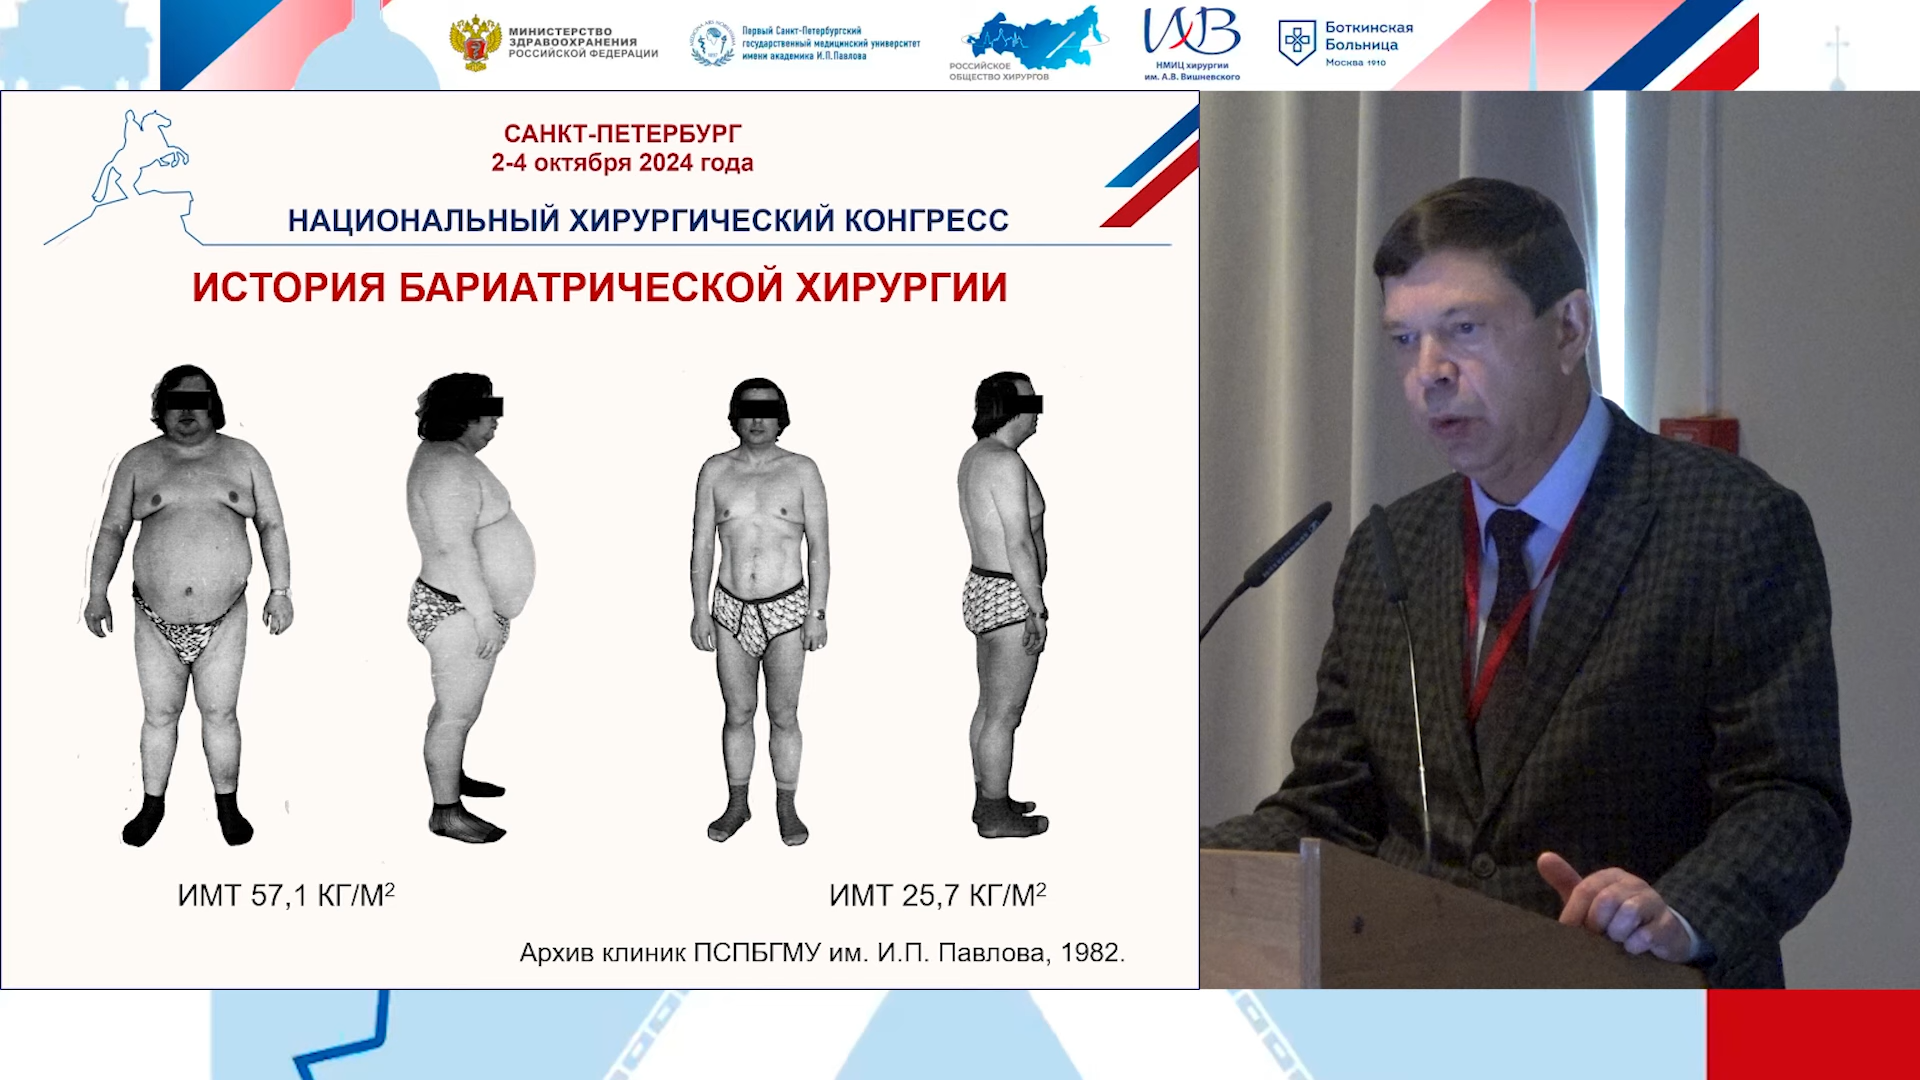 МИНИСТЕРСТВО
ЗДРАВООХРАНЕНИЯ
РОССИЙСКОЙ ФЕДЕРАЦИИ
Первый Санкт-Петербургский
государственный медицинский университет
имени академика И.П.Павлова
РОССИЙСКОЕ
ОБЩЕСТВО ХИРУРГОВ
ИХВ
НМИЦ хирургии
им. А.В. Вишневского
Боткинская
Больница
Москва 1910
САНКТ-ПЕТЕРБУРГ
2-4 октября 2024 года
НАЦИОНАЛЬНЫЙ ХИРУРГИЧЕСКИЙ КОНГРЕСС
ИСТОРИЯ БАРИАТРИЧЕСКОЙ ХИРУРГИИ
ИМТ 57,1 КГ/М²
ИМТ 25,7 КГ/М²
Архив клиник ПСПБГМУ им. И.П. Павлова, 1982.